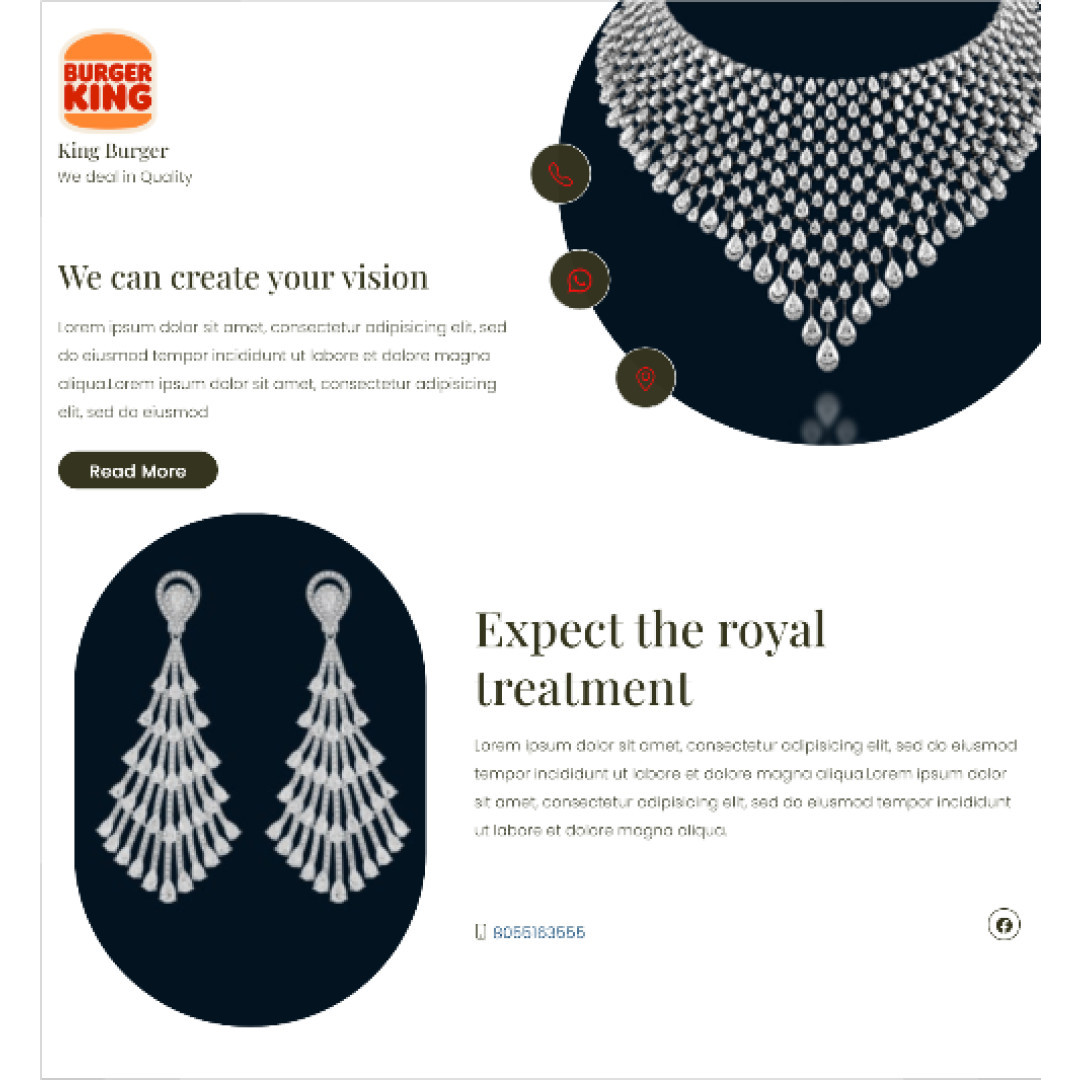 BURGER
KING
King Burger
We deal in Quality
We can create your vision
Lorem ipsum dolor sit amet, consectetur adipisicing elit, sed
do eiusmod tempor incididunt ut labore et dolore magna
aliqua.Lorem ipsum dolor sit amet, consectetur adipisicing
elit, sed do eiusmod
Read More
Expect the royal
treatment
Lorem ipsum dolor sit amet, consectetur adipisicing elit, sed do eiusmod
tempor incididunt ut labore et dolore magna aliqua.Lorem ipsum dolor
sit amet, consectetur adipisicing elit, sed do eiusmod tempor incididunt
ut labore et dolore magna aliqua.
8055163555